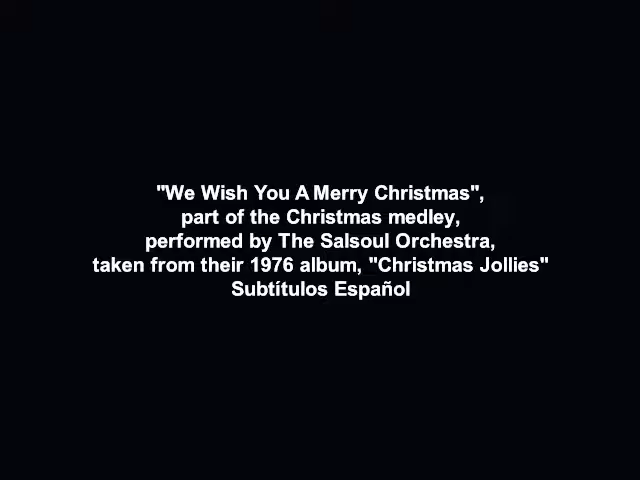 "We Wish You A Merry Christmas",
part of the Christmas medley,
performed by The Salsoul Orchestra,
taken from their 1976 album, "Christmas Jollies"
Subtítulos Español